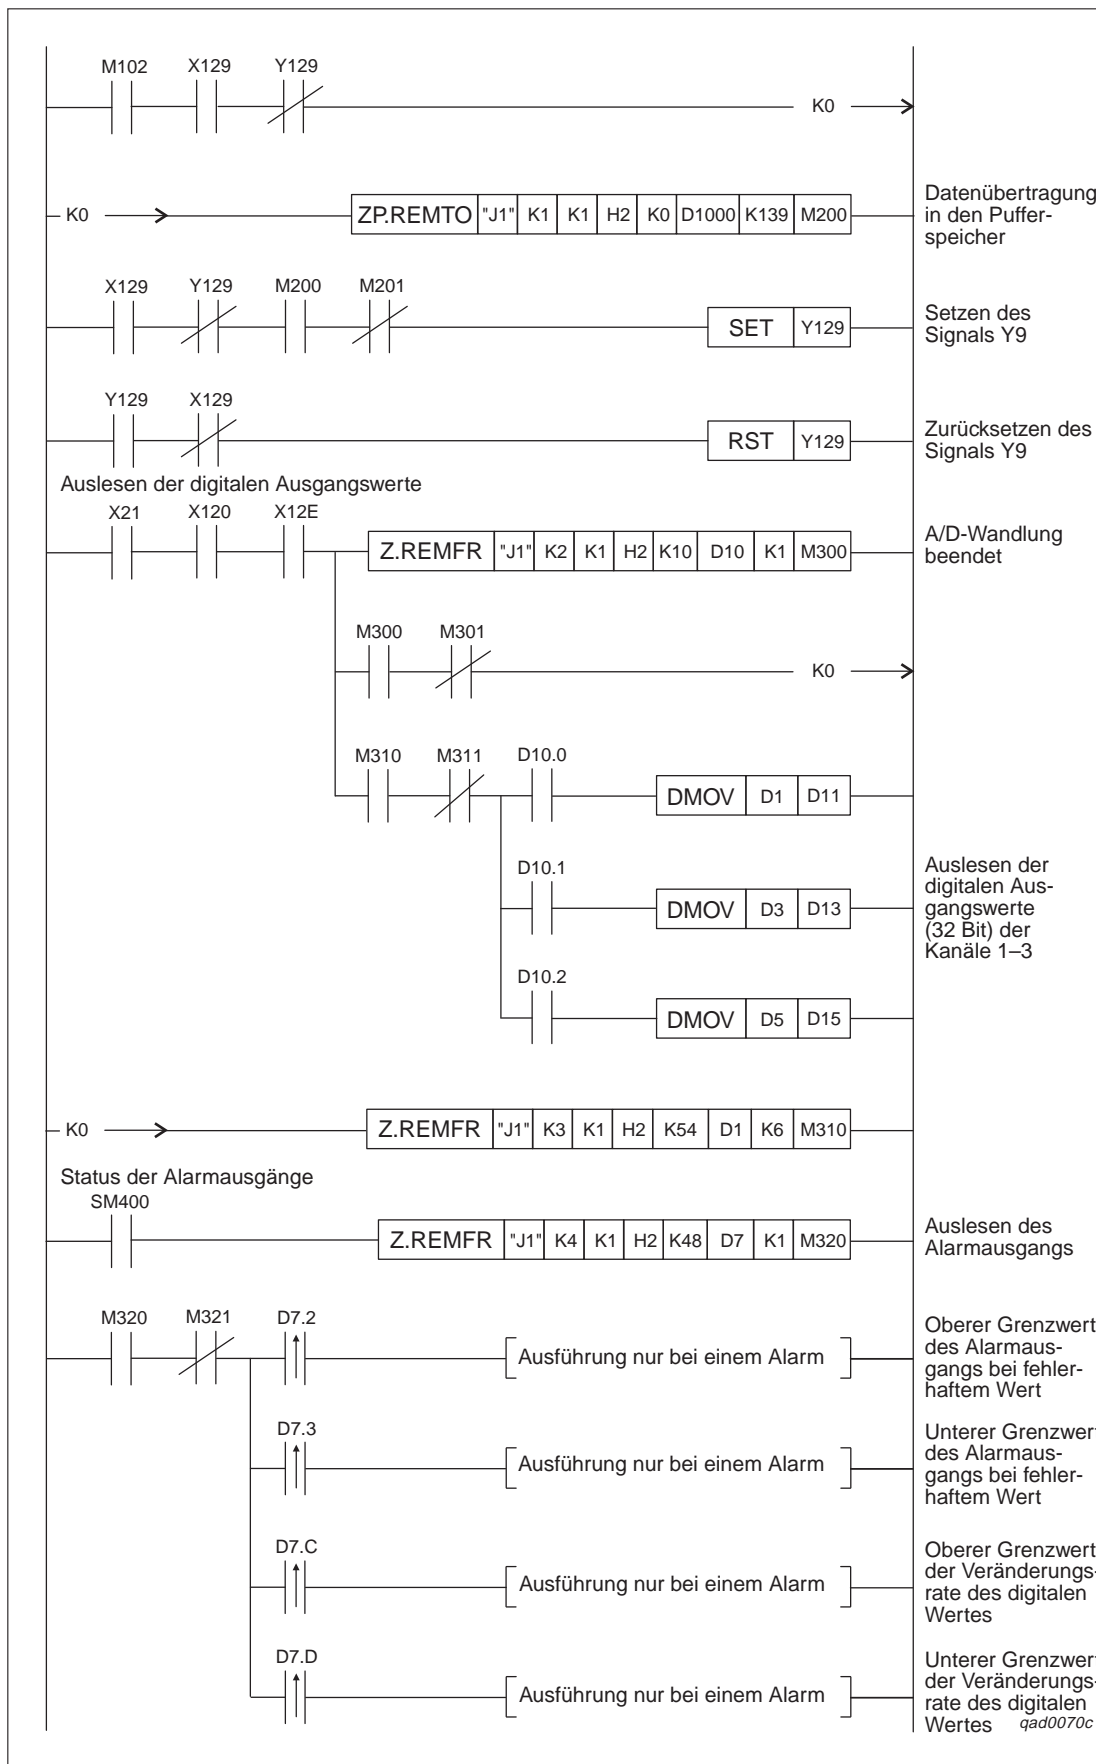 M102 X129 Y129
K0
K0 ZP.REMTO "J1" K1 K1 H2 K0 D1000 K139 M200
Datenübertragung
in den Puffer-
speicher
X129 Y129 M200 M201
SET Y129
Setzen des
Signals Y9
Y129 X129
RST Y129
Zurücksetzen des
Signals Y9
Auslesen der digitalen Ausgangswerte
X21 X120 X12E
Z.REMFR "J1" K2 K1 H2 K10 D10 K1 M300
A/D-Wandlung
beendet
M300 M301
K0
M310 M311 D10.0
DMOV D1 D11
D10.1
DMOV D3 D13
Auslesen der
digitalen Aus-
gangswerte
(32 Bit) der
Kanäle 1–3
D10.2
DMOV D5 D15
K0 Z.REMFR "J1" K3 K1 H2 K54 D1 K6 M310
Status der Alarmausgänge
SM400
Z.REMFR "J1" K4 K1 H2 K48 D7 K1 M320
Auslesen des
Alarmausgangs
M320 M321 D7.2
Ausführung nur bei einem Alarm
Oberer Grenzwert
des Alarmaus-
gangs bei fehler-
haftem Wert
D7.3
Ausführung nur bei einem Alarm
Unterer Grenzwert
des Alarmaus-
gangs bei fehler-
haftem Wert
D7.C
Ausführung nur bei einem Alarm
Oberer Grenzwert
der Veränderungs-
rate des digitalen
Wertes
D7.D
Ausführung nur bei einem Alarm
Unterer Grenzwert
der Veränderungs-
rate des digitalen
Wertes qad0070c